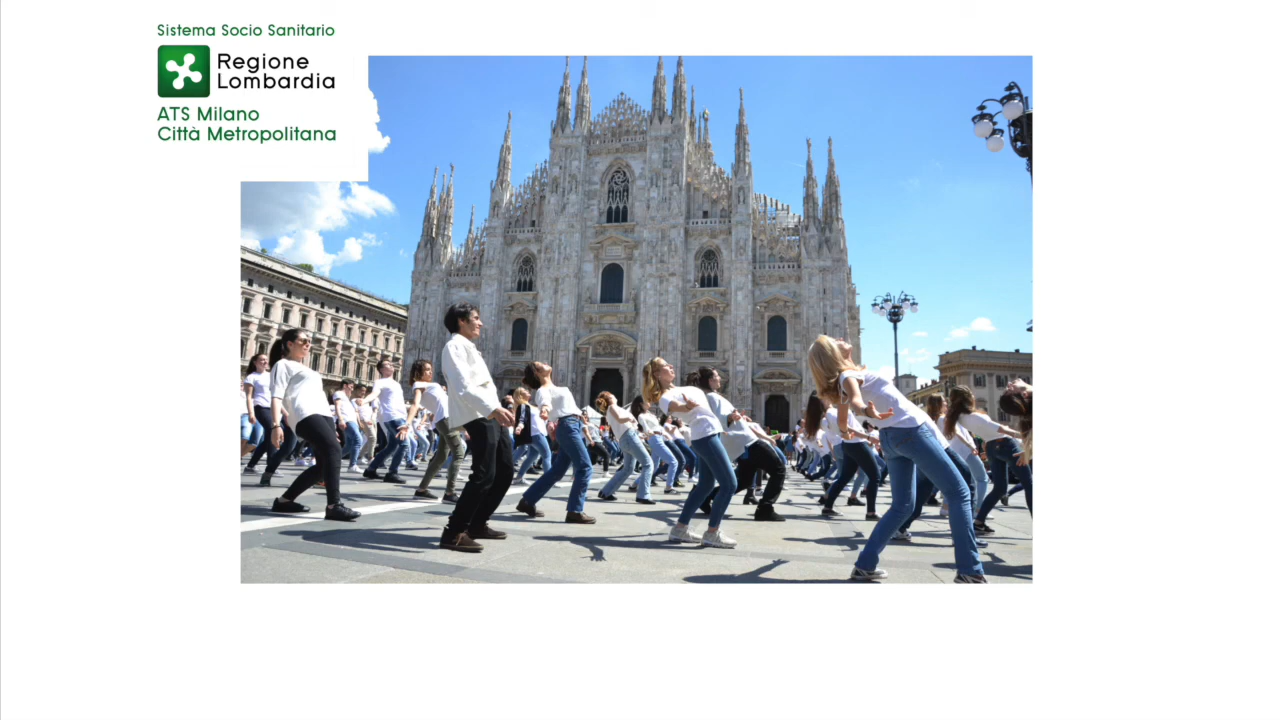 Sistema Socio Sanitario
Regione
Lombardia
ATS Milano
Città Metropolitana